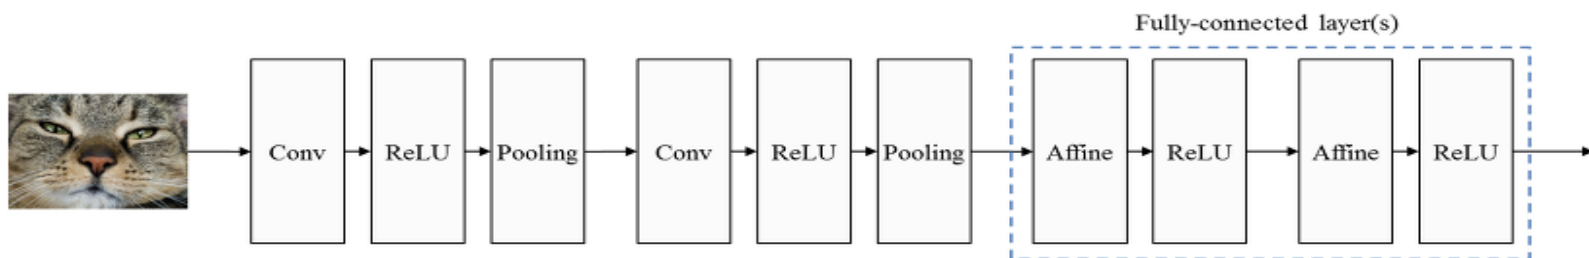 Fully-connected layer(s)
Conv ReLU Pooling Conv ReLU Pooling Affine ReLU Affine ReLU